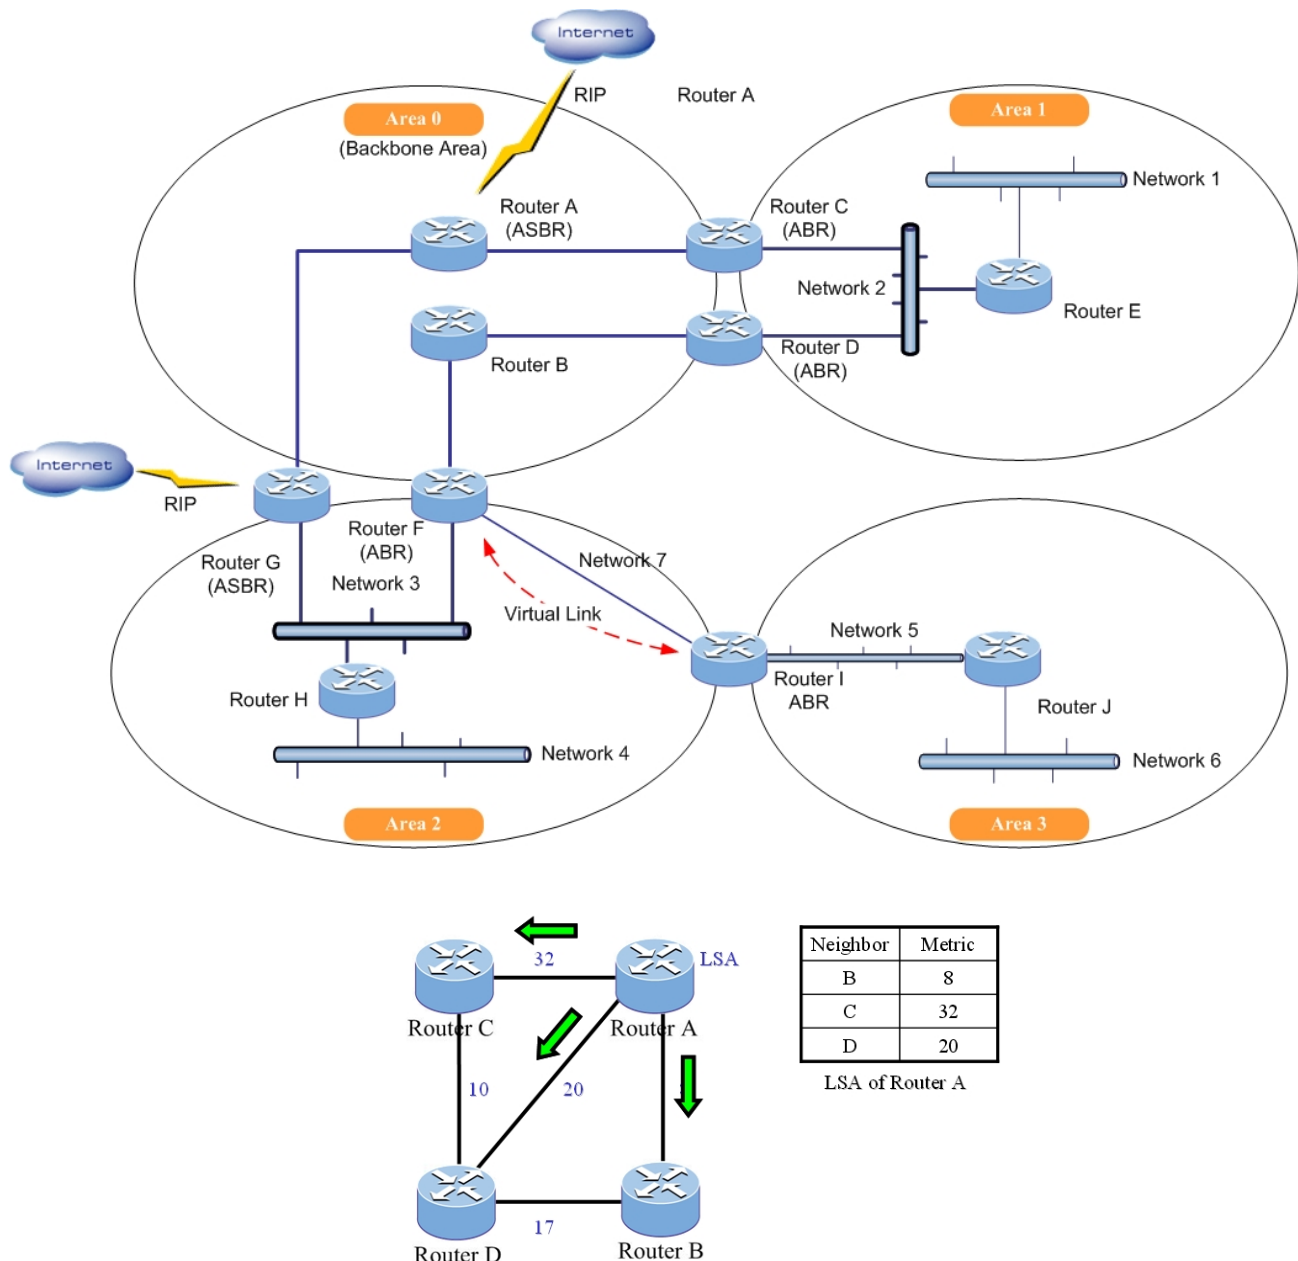 Internet
RIP
Router A
Area 0
(Backbone Area)
Area 1
Network 1
Router A
(ASBR)
Router C
(ABR)
Network 2
Router E
Router B
Router D
(ABR)
Internet
RIP
Router G
(ASBR)
Router F
(ABR)
Network 3
Network 7
Virtual Link
Network 5
Router I
ABR
Router H
Router J
Network 4
Network 6
Area 2
Area 3
32
LSA
Router C
Router A
10
20
17
Router D
Router B
Neighbor Metric
B 8
C 32
D 20
LSA of Router A